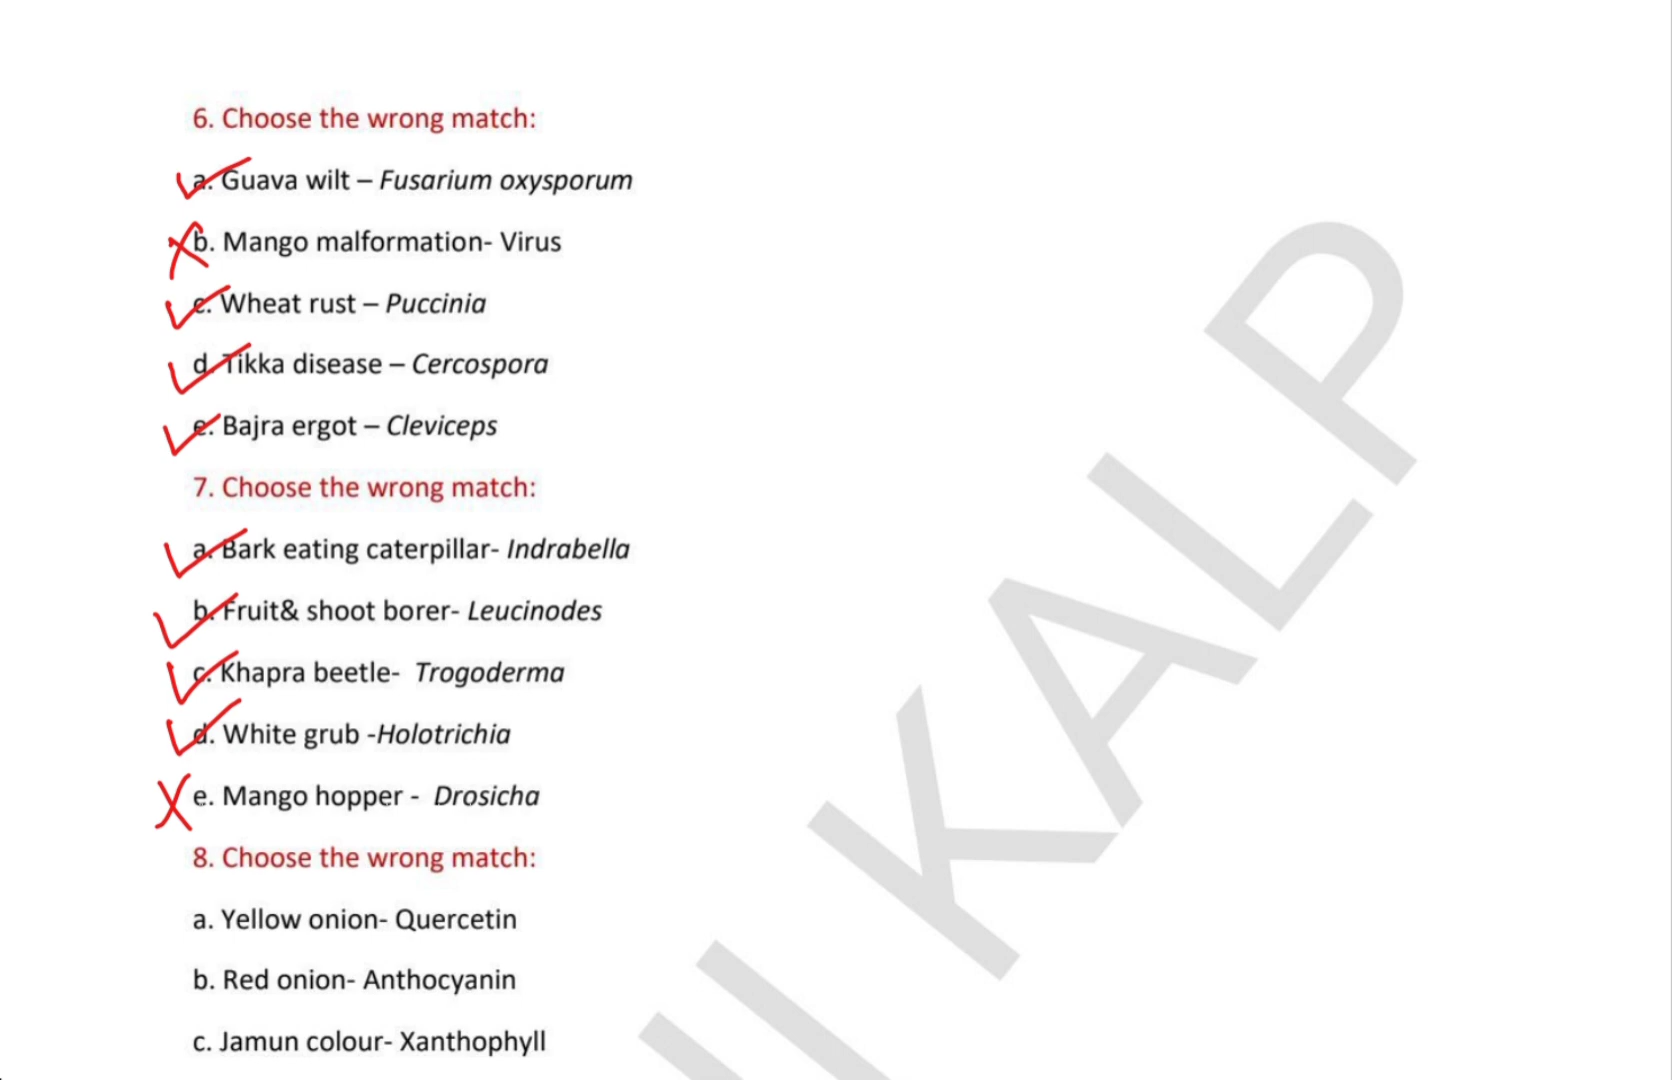 6. Choose the wrong match:
a. Guava wilt – Fusarium oxysporum
b. Mango malformation- Virus
c. Wheat rust – Puccinia
d. Tikka disease – Cercospora
e. Bajra ergot – Cleviceps
7. Choose the wrong match:
a. Bark eating caterpillar- Indrabella
b. Fruit& shoot borer- Leucinodes
c. Khapra beetle- Trogoderma
d. White grub -Holotrichia
e. Mango hopper - Drosicha
8. Choose the wrong match:
a. Yellow onion- Quercetin
b. Red onion- Anthocyanin
c. Jamun colour- Xanthophyll
KALP